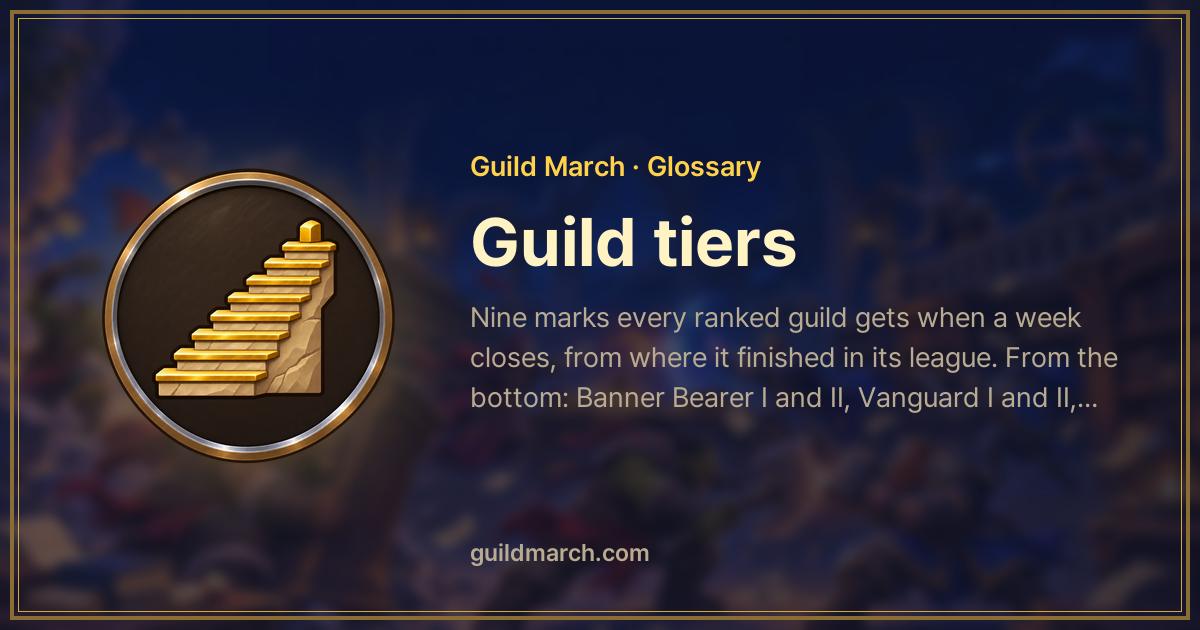 Guild March · Glossary
Guild tiers
Nine marks every ranked guild gets when a week
closes, from where it finished in its league. From the
bottom: Banner Bearer I and II, Vanguard I and II,...
guildmarch.com